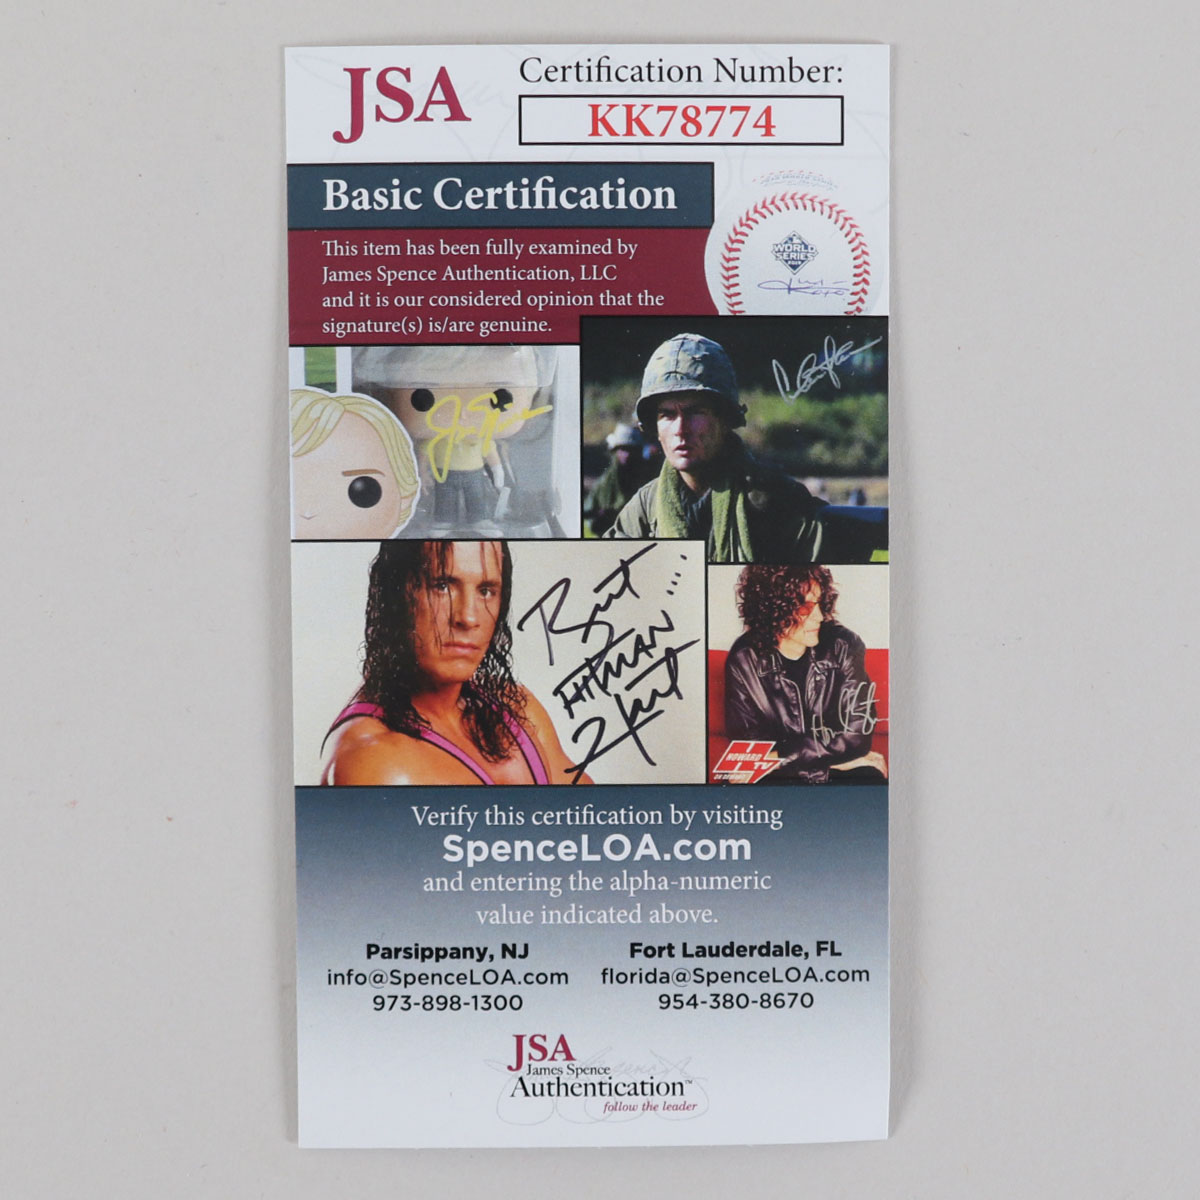 JSA
Certification Number:
KK78774
Basic Certification
This item has been fully examined by
James Spence Authentication, LLC
and it is our considered opinion that the
signature(s) is/are genuine.
WORLD
SERIES
Bret
HITMAN
Hart
HOWARD
TV
Verify this certification by visiting
SpenceLOA.com
and entering the alpha-numeric
value indicated above.
Parsippany, NJ
info@SpenceLOA.com
973-898-1300
Fort Lauderdale, FL
florida@SpenceLOA.com
954-380-8670
JSA
James Spence
Authentication™
follow the leader